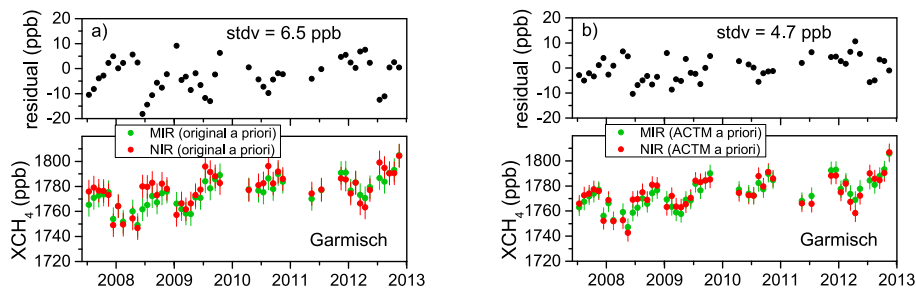 a)
stdv = 6.5 ppb
residual (ppb)
20
10
0
-10
-20
MIR (original a priori)
NIR (original a priori)
XCH4 (ppb)
1800
1780
1760
1740
1720
Garmisch
2008 2009 2010 2011 2012 2013
b)
stdv = 4.7 ppb
residual (ppb)
20
10
0
-10
-20
MIR (ACTM a priori)
NIR (ACTM a priori)
XCH4 (ppb)
1800
1780
1760
1740
1720
Garmisch
2008 2009 2010 2011 2012 2013